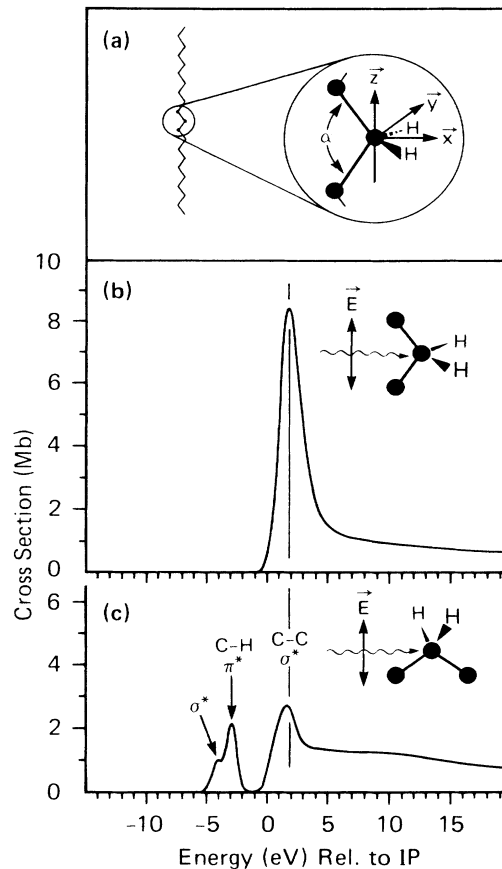 (a)
z
y
H
x
α
H
10
(b)
E
8
H
H
6
4
2
0
Cross Section (Mb)
6
(c)
E
H
H
C–H
π*
C–C
σ*
4
σ*
2
0
-10
-5
0
5
10
15
Energy (eV) Rel. to IP